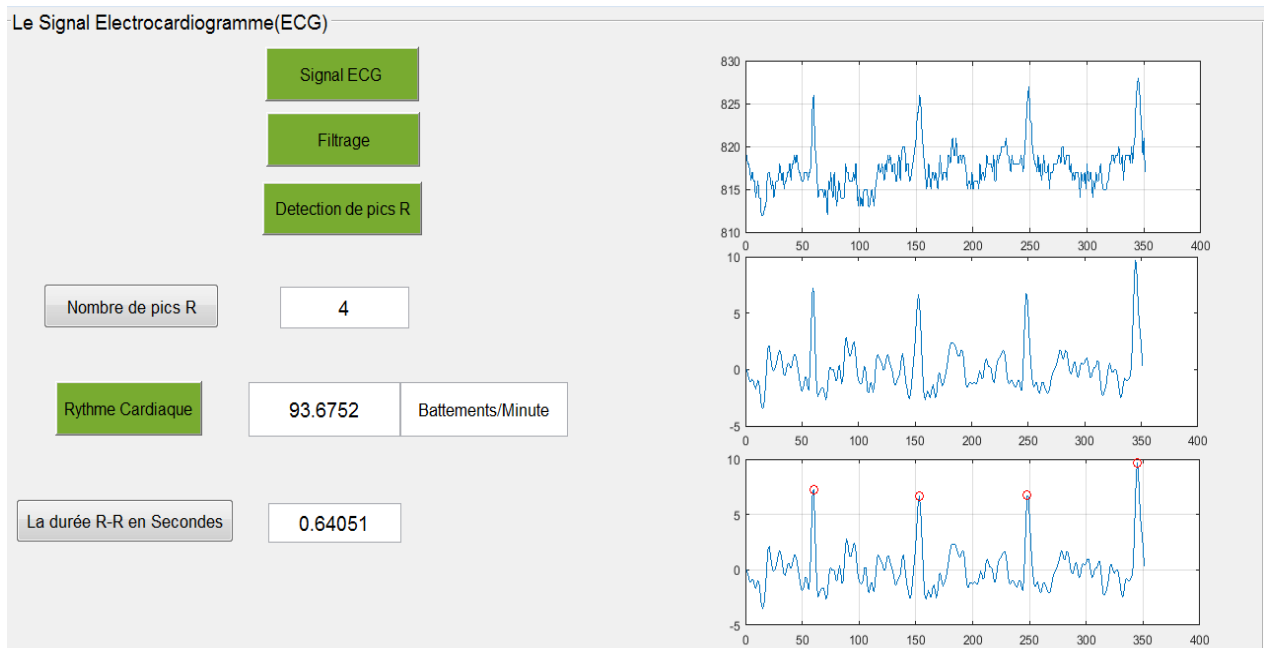 Le Signal Electrocardiogramme(ECG)
Signal ECG
Filtrage
Detection de pics R
Nombre de pics R
4
Rythme Cardiaque
93.6752
Battements/Minute
La durée R-R en Secondes
0.64051
830
825
820
815
810
0 50 100 150 200 250 300 350 400
10
5
0
-5
0 50 100 150 200 250 300 350 400
10
5
0
-5
0 50 100 150 200 250 300 350 400